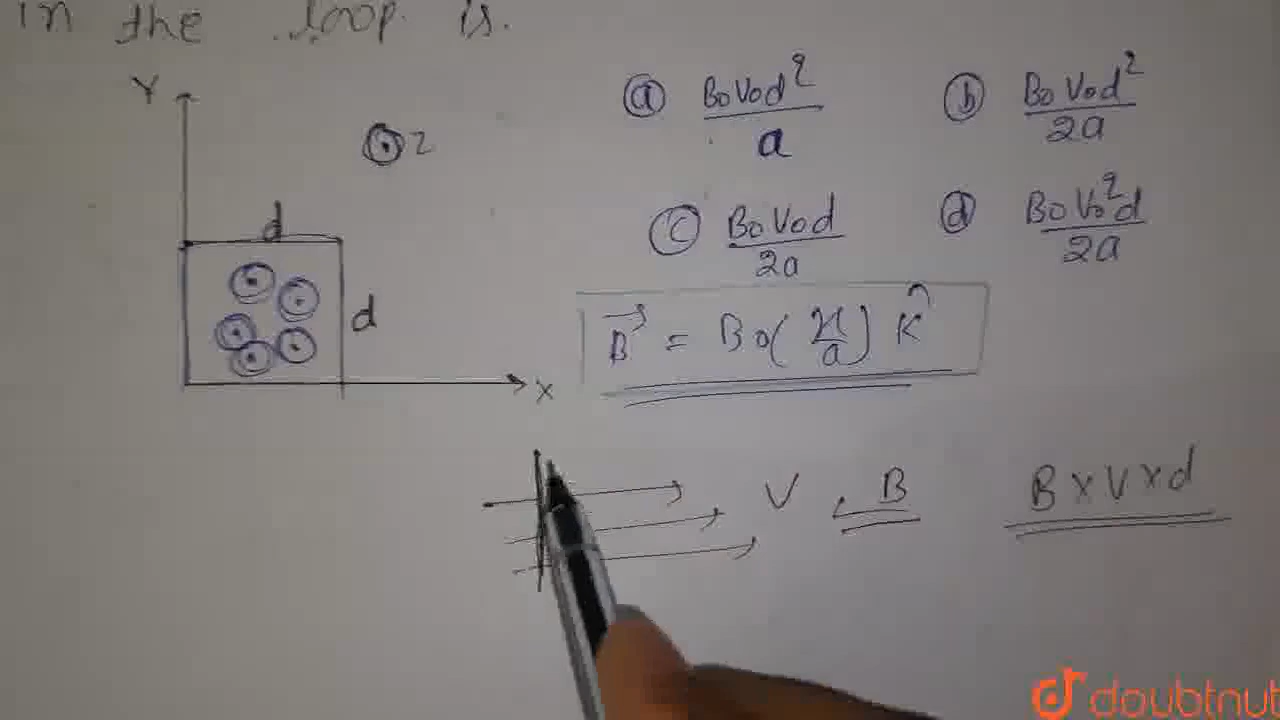 in the loop is.
Y
z
d
d
X
(a) B₀V₀d² / a
(b) B₀V₀d² / 2a
(c) B₀V₀d / 2a
(d) B₀V₀²d / 2a
B⃗ = B₀(x/a) k̂
V , B
B×V×d
doubtnut